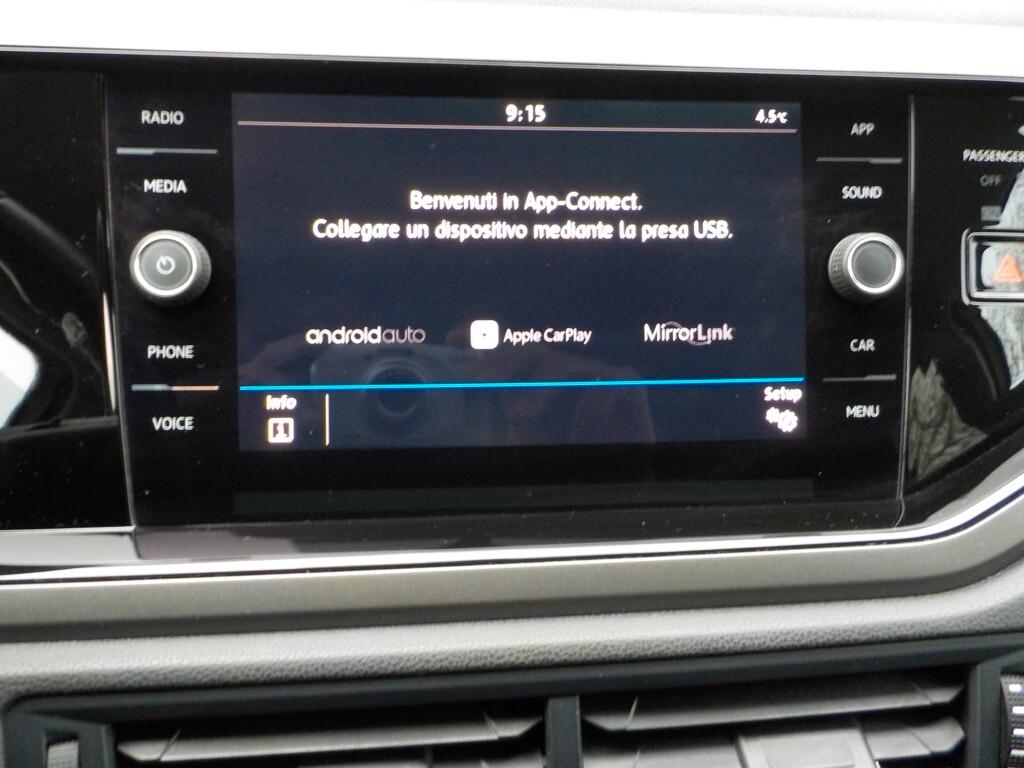 RADIO
MEDIA
PHONE
VOICE
9:15
4.5°C
Benvenuti in App-Connect.
Collegare un dispositivo mediante la presa USB.
androidauto
Apple CarPlay
MirrorLink
Info
Setup
APP
SOUND
CAR
MENU
PASSENGER
OFF